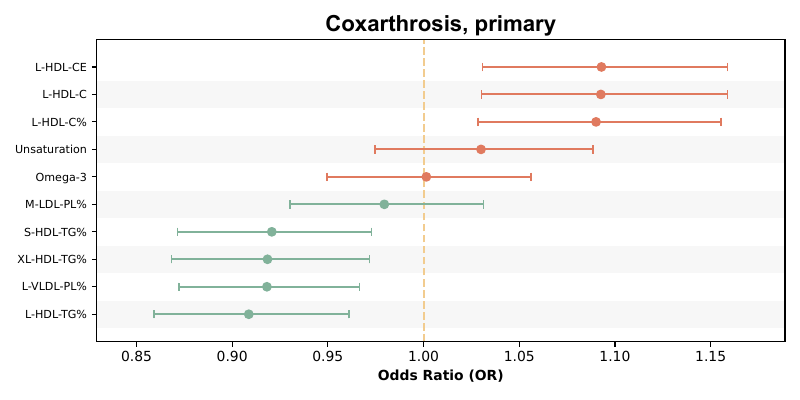 Coxarthrosis, primary
L-HDL-CE
L-HDL-C
L-HDL-C%
Unsaturation
Omega-3
M-LDL-PL%
S-HDL-TG%
XL-HDL-TG%
L-VLDL-PL%
L-HDL-TG%
0.85 0.90 0.95 1.00 1.05 1.10 1.15
Odds Ratio (OR)